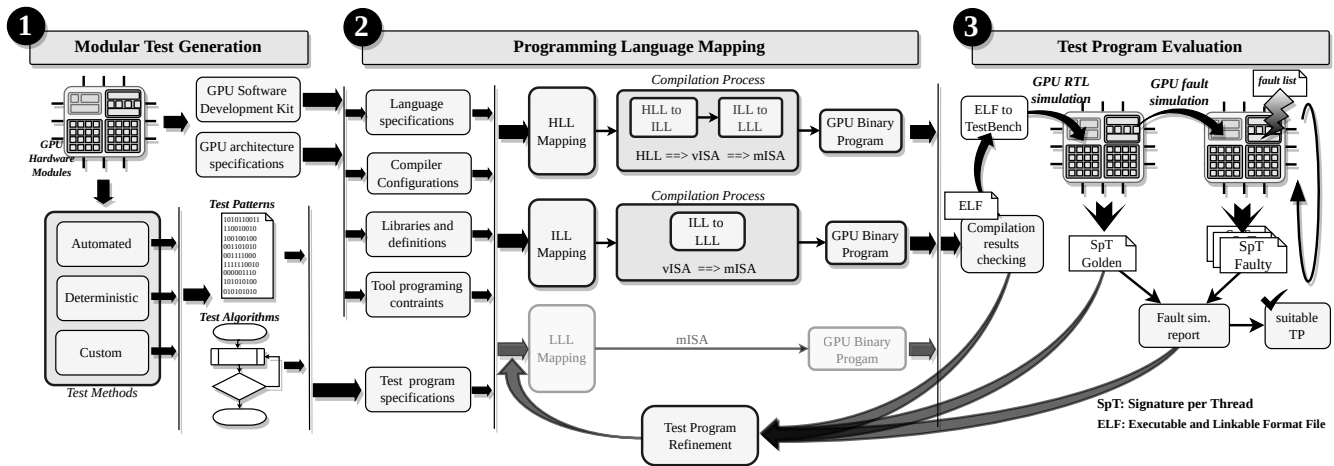 1
Modular Test Generation
GPU
Hardware
Modules
GPU Software
Development Kit
GPU architecture
specifications
Automated
Deterministic
Custom
Test Methods
Test Patterns
1010110011
110010010
100100100
001101010
001111000
1111110010
000001110
101010100
010101010
Test Algorithms
2
Programming Language Mapping
Language
specifications
Compiler
Configurations
Libraries and
definitions
Tool programing
contraints
Test program
specifications
HLL
Mapping
Compilation Process
HLL to
ILL
ILL to
LLL
HLL ==> vISA ==> mISA
GPU Binary
Program
ILL
Mapping
Compilation Process
ILL to
LLL
vISA ==> mISA
GPU Binary
Program
LLL
Mapping
mISA
GPU Binary
Progam
Test Program
Refinement
3
Test Program Evaluation
GPU RTL
simulation
GPU fault
simulation
fault list
ELF to
TestBench
ELF
Compilation
results
checking
SpT
Golden
SpT
Faulty
Fault sim.
report
suitable
TP
SpT: Signature per Thread
ELF: Executable and Linkable Format File